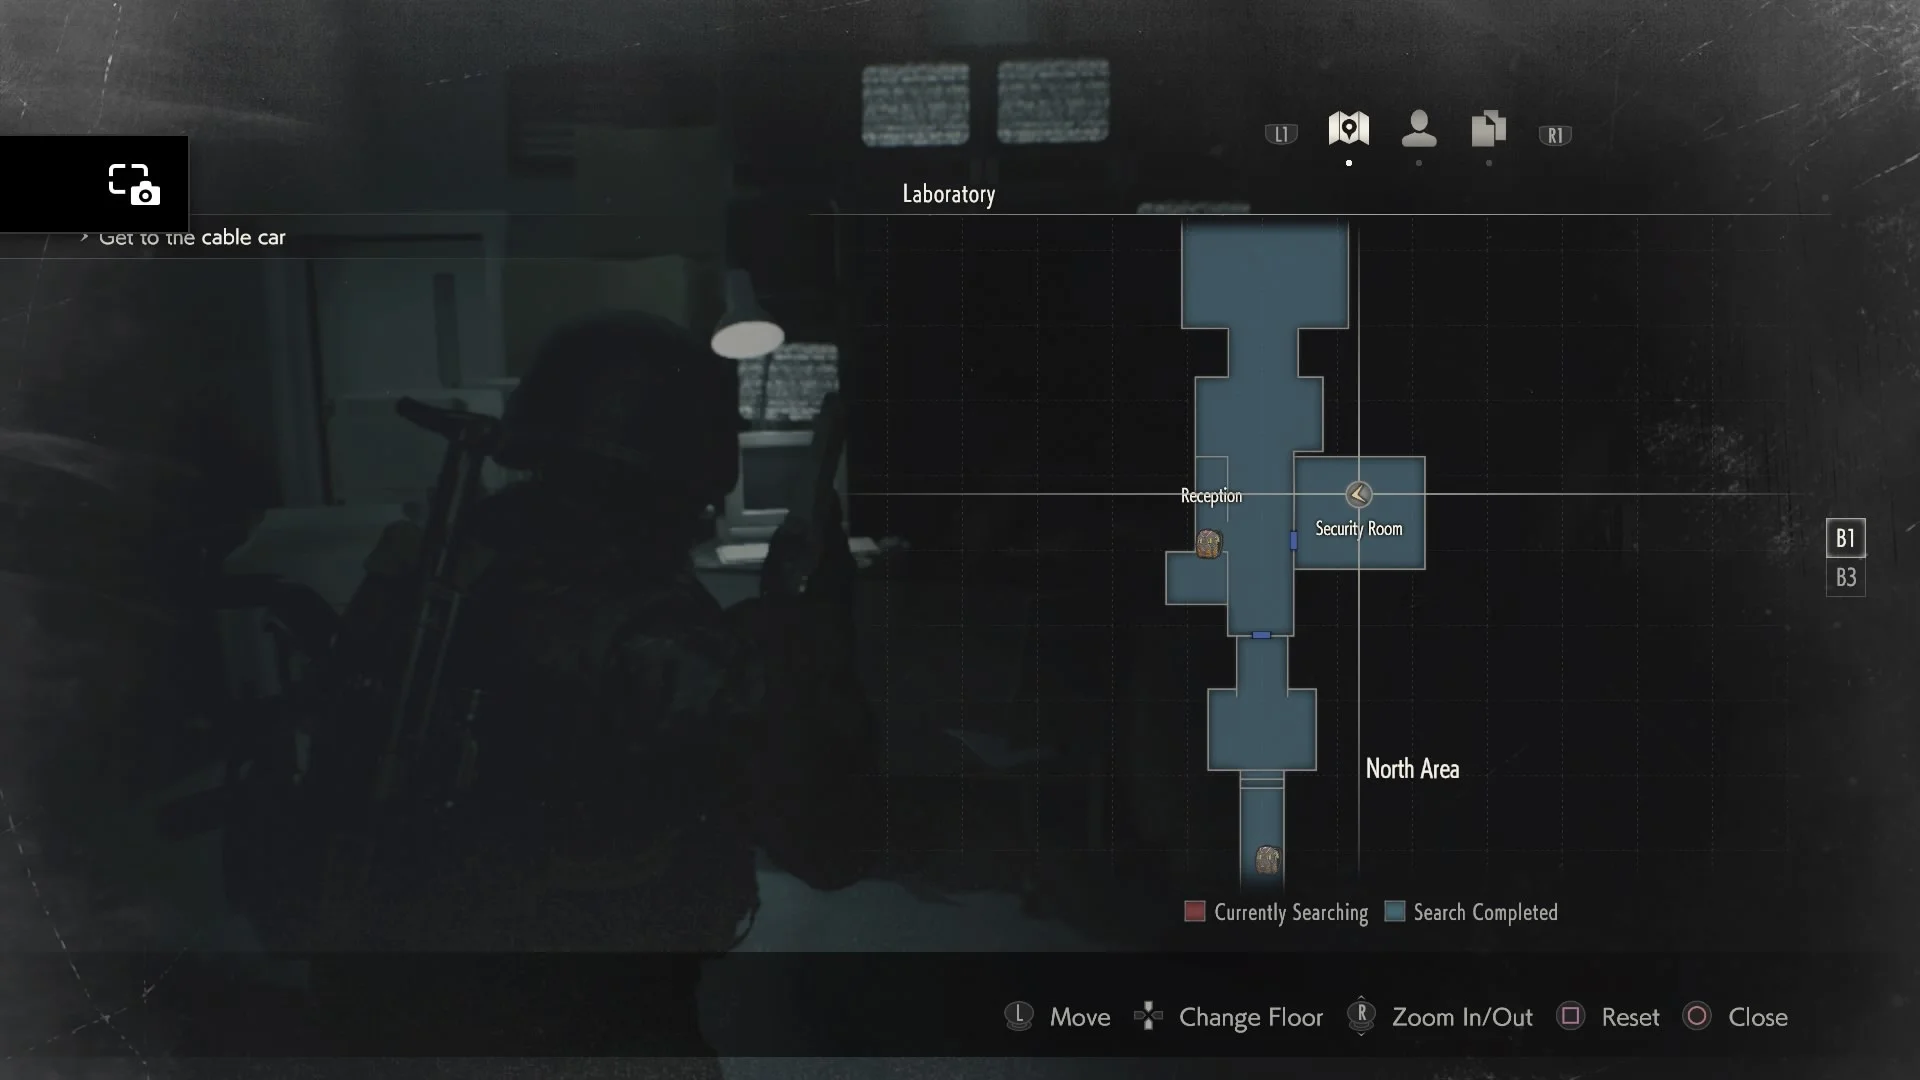 L1
R1
Laboratory
Get to the cable car
Reception
Security Room
B1
B3
North Area
Currently Searching
Search Completed
L Move
Change Floor
R Zoom In/Out
Reset
Close